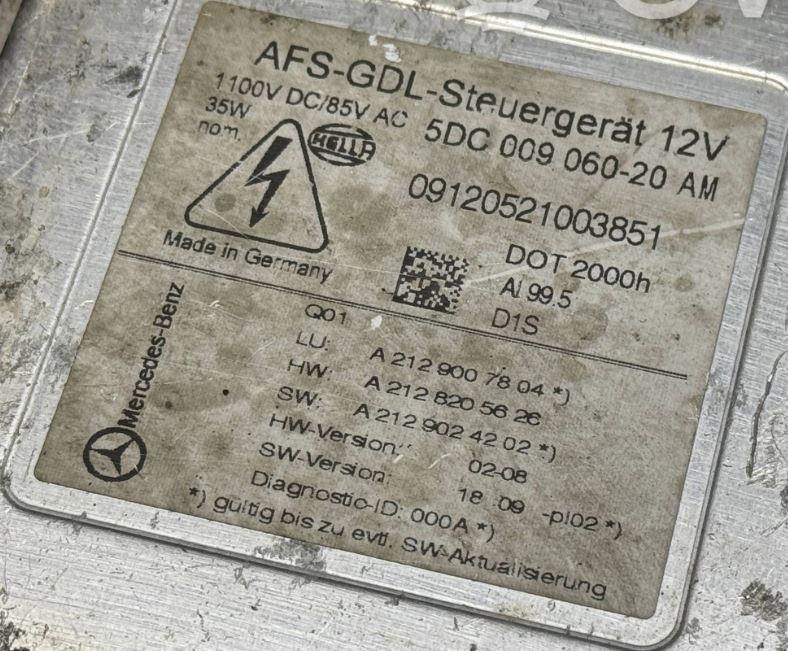 AFS-GDL-Steuergerät 12V
1100V DC/85V AC 5DC 009 060-20 AM
35W
nom.
HELLA
09120521003851
Made in Germany
DOT 2000h
Al 99.5
D1S
Mercedes-Benz
Q01
LU: A 212 900 78 04 *)
HW: A 212 820 56 26
SW: A 212 902 42 02 *)
HW-Version: 02-08
SW-Version: 18 09 -pl02 *)
Diagnostic-ID: 000A *)
*) gültig bis zu evtl. SW-Aktualisierung